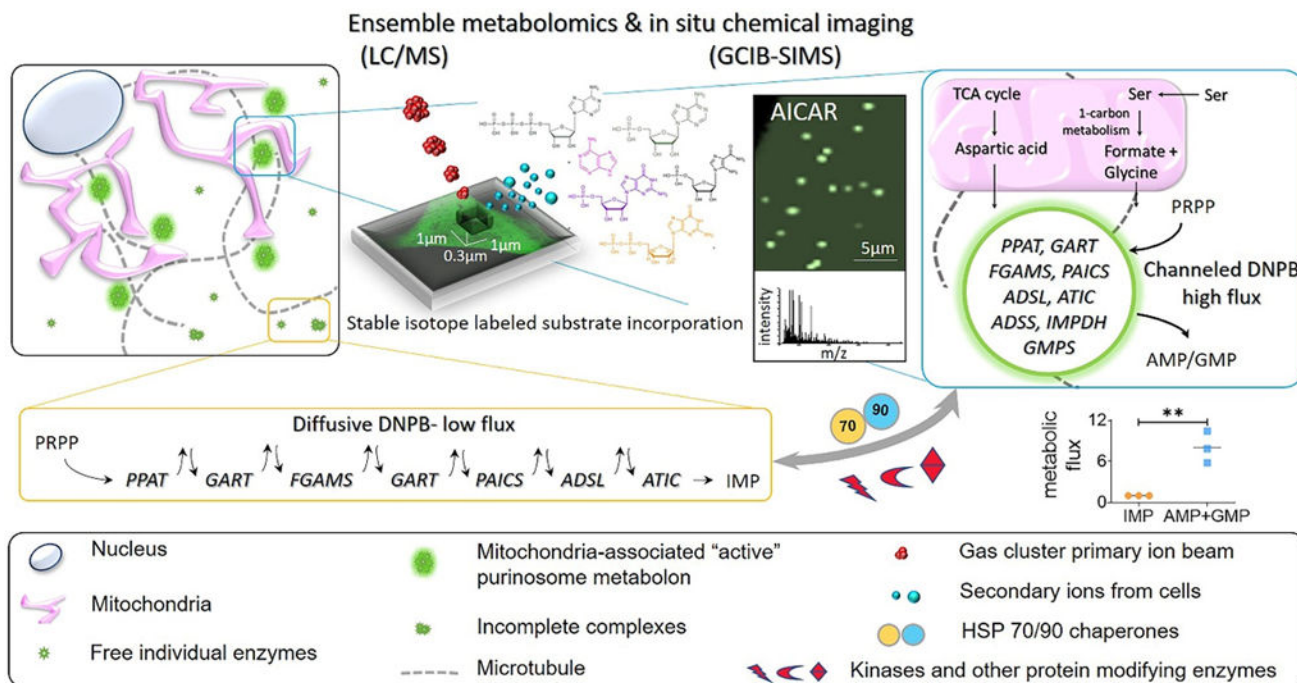 Ensemble metabolomics & in situ chemical imaging
(LC/MS) (GCIB-SIMS)
Nucleus
Mitochondria
1μm
1μm
0.3μm
Stable isotope labeled substrate incorporation
AICAR
5μm
intensity
m/z
TCA cycle
Ser
Ser
1-carbon
metabolism
Aspartic acid
Formate +
Glycine
PRPP
PPAT, GART
FGAMS, PAICS
ADSL, ATIC
ADSS, IMPDH
GMPS
Channeled DNPB
high flux
AMP/GMP
Diffusive DNPB- low flux
PRPP
PPAT GART FGAMS GART PAICS ADSL ATIC IMP
70
90
metabolic
flux
12
6
0
**
IMP AMP+GMP
Nucleus
Mitochondria
Free individual enzymes
Mitochondria-associated “active”
purinosome metabolon
Incomplete complexes
Microtubule
Gas cluster primary ion beam
Secondary ions from cells
HSP 70/90 chaperones
Kinases and other protein modifying enzymes